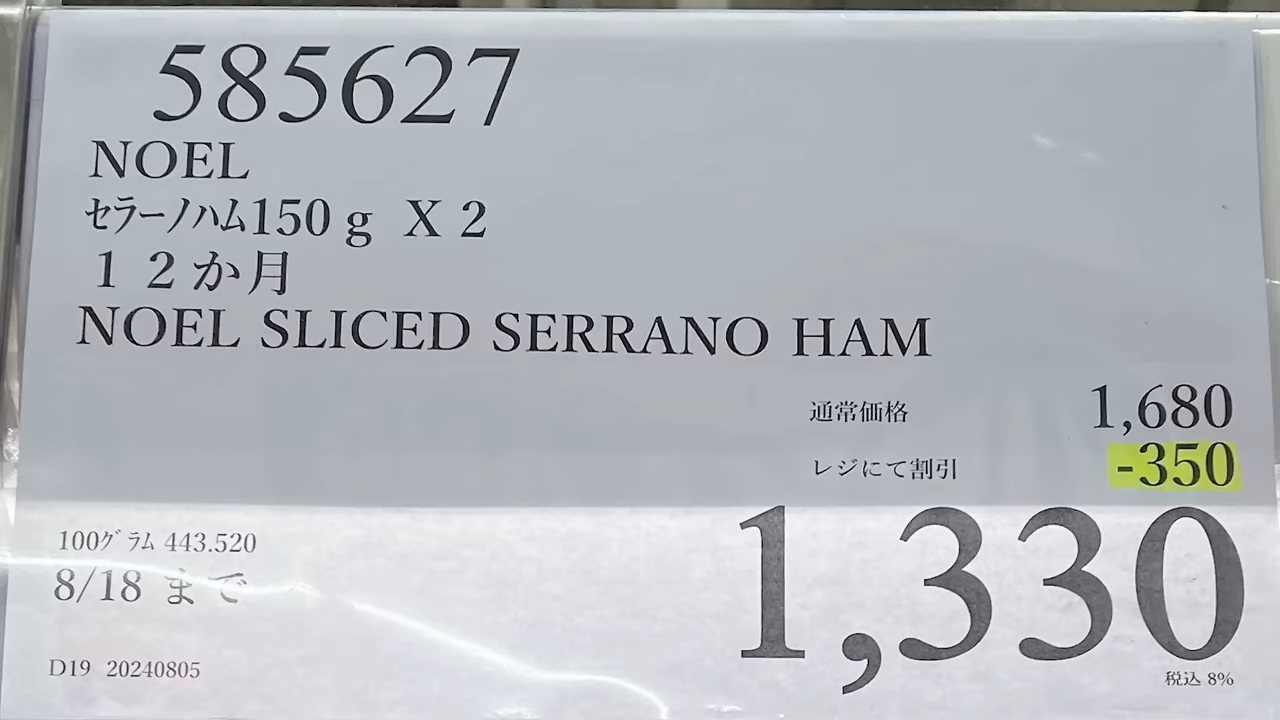 585627
NOEL
ｾラーノハム150ｇ Ｘ２
１２か月
NOEL SLICED SERRANO HAM
通常価格 1,680
レジにて割引 -350
1,330
100ｸﾞﾗﾑ 443.520
8/18 まで
税込 8%
D19 20240805